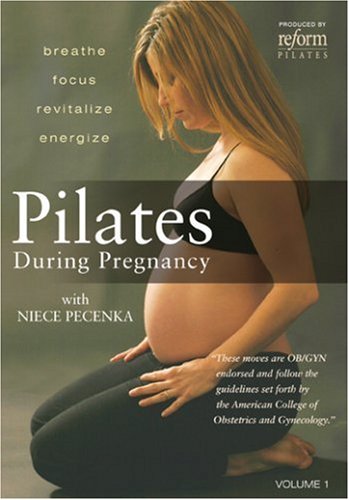 PRODUCED BY
reform
PILATES
breathe
focus
revitalize
energize
Pilates
During Pregnancy
with
NIECE PECENKA
"These moves are OB/GYN
endorsed and follow the
guidelines set forth by
the American College of
Obstetrics and Gynecology."
VOLUME 1